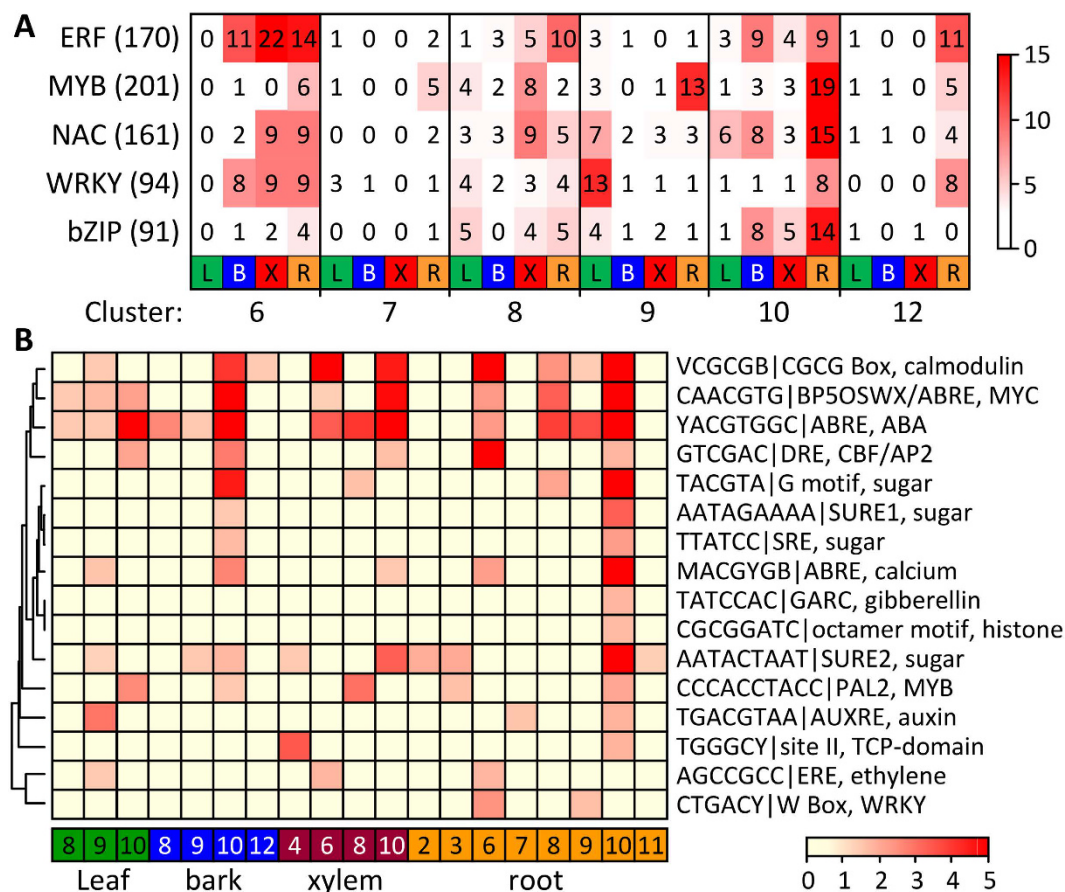 A
ERF (170) 0 11 22 14 1 0 0 2 1 3 5 10 3 1 0 1 3 9 4 9 1 0 0 11
MYB (201) 0 1 0 6 0 0 0 5 4 2 8 2 3 0 1 13 1 3 3 19 1 1 0 5
NAC (161) 0 2 9 9 0 0 0 2 3 3 9 5 7 2 3 3 6 8 3 15 1 1 0 4
WRKY (94) 0 8 9 9 3 1 0 1 4 2 3 4 13 1 1 1 1 1 1 8 0 0 0 8
bZIP (91) 0 1 2 4 0 0 0 1 5 0 4 5 4 1 2 1 1 8 5 14 1 0 1 0
L B X R L B X R L B X R L B X R L B X R L B X R
Cluster: 6 7 8 9 10 12
15
10
5
0
B
VCGCGB|CGCG Box, calmodulin
CAACGTG|BP5OSWX/ABRE, MYC
YACGTGGC|ABRE, ABA
GTCGAC|DRE, CBF/AP2
TACGTA|G motif, sugar
AATAGAAAA|SURE1, sugar
TTATCC|SRE, sugar
MACGYGB|ABRE, calcium
TATCCAC|GARC, gibberellin
CGCGGATC|octamer motif, histone
AATACTAAT|SURE2, sugar
CCCACCTACC|PAL2, MYB
TGACGTAA|AUXRE, auxin
TGGGCY|site II, TCP-domain
AGCCGCC|ERE, ethylene
CTGACY|W Box, WRKY
8 9 10 8 9 10 12 4 6 8 10 2 3 6 7 8 9 10 11
Leaf bark xylem root
0 1 2 3 4 5